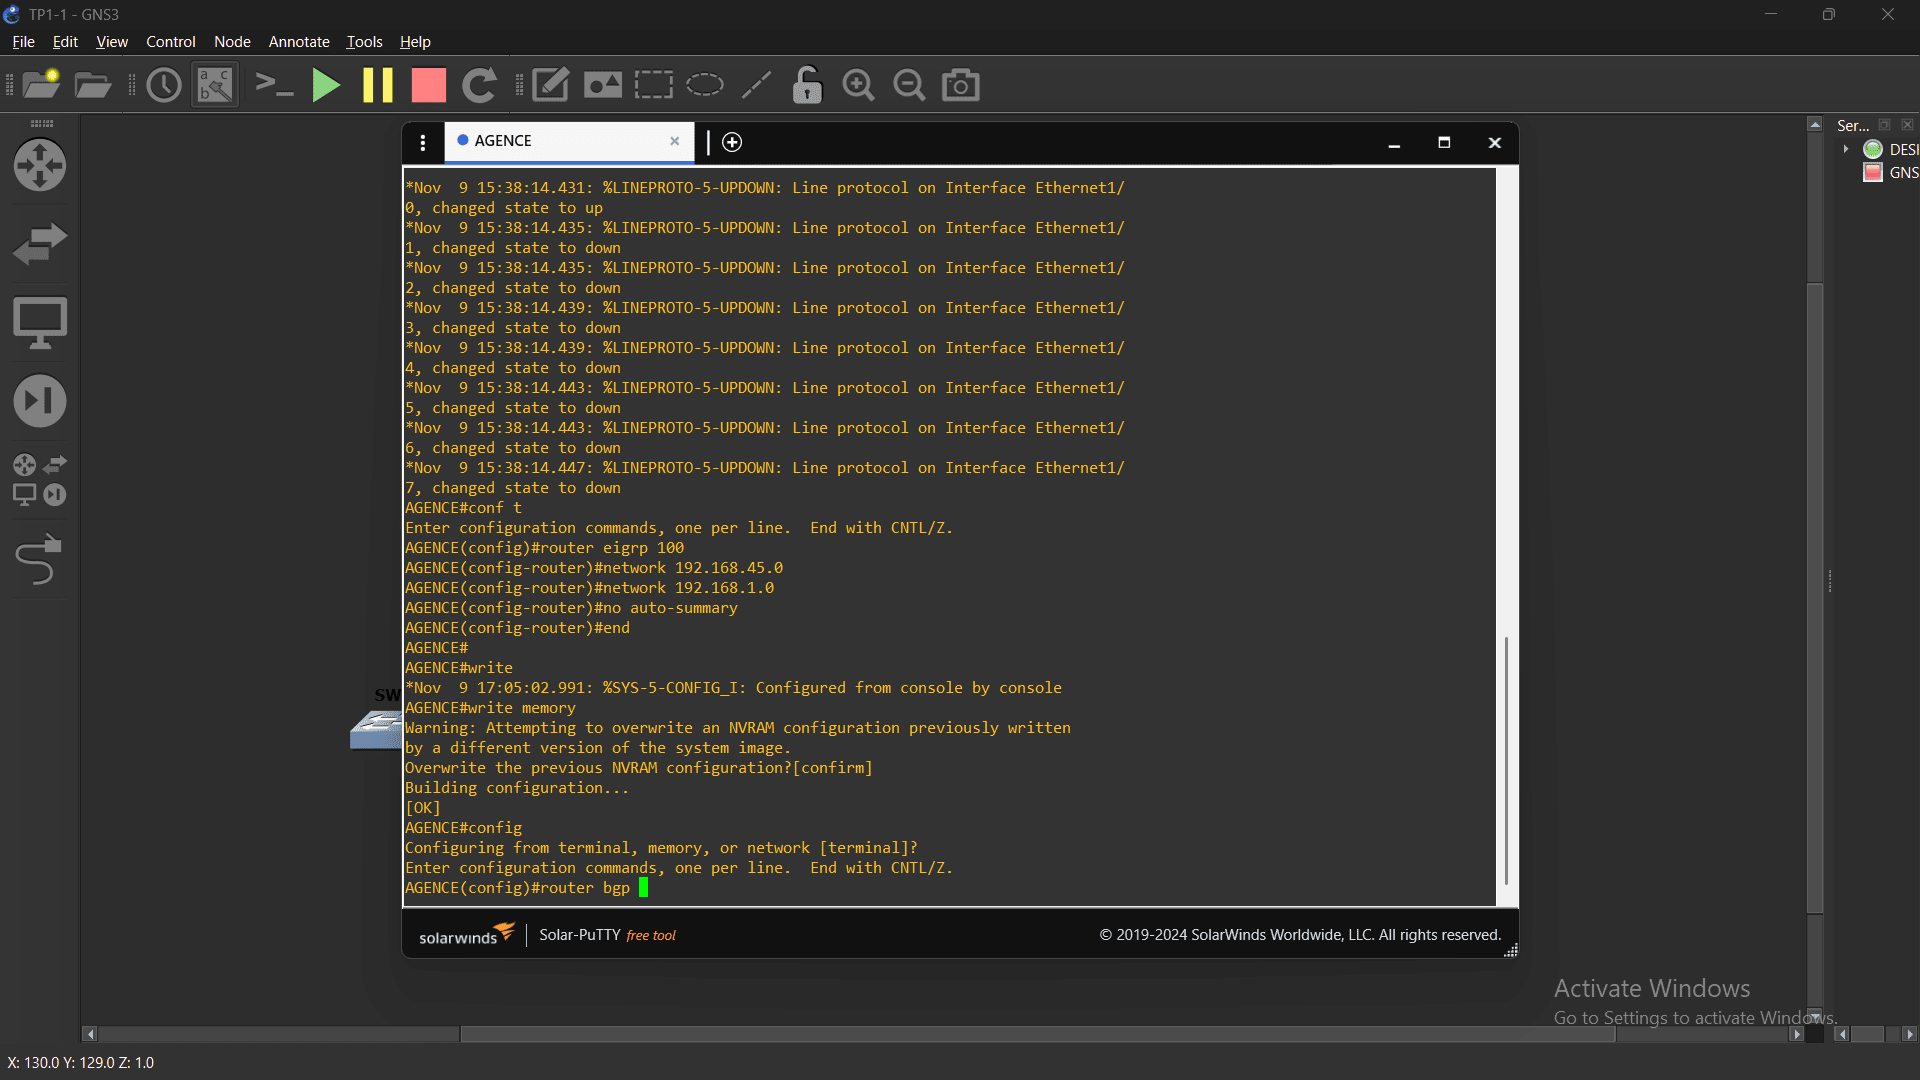 TP1-1 - GNS3
File Edit View Control Node Annotate Tools Help
a c
b
Ser...
DESH
GNS
AGENCE
*Nov  9 15:38:14.431: %LINEPROTO-5-UPDOWN: Line protocol on Interface Ethernet1/
0, changed state to up
*Nov  9 15:38:14.435: %LINEPROTO-5-UPDOWN: Line protocol on Interface Ethernet1/
1, changed state to down
*Nov  9 15:38:14.435: %LINEPROTO-5-UPDOWN: Line protocol on Interface Ethernet1/
2, changed state to down
*Nov  9 15:38:14.439: %LINEPROTO-5-UPDOWN: Line protocol on Interface Ethernet1/
3, changed state to down
*Nov  9 15:38:14.439: %LINEPROTO-5-UPDOWN: Line protocol on Interface Ethernet1/
4, changed state to down
*Nov  9 15:38:14.443: %LINEPROTO-5-UPDOWN: Line protocol on Interface Ethernet1/
5, changed state to down
*Nov  9 15:38:14.443: %LINEPROTO-5-UPDOWN: Line protocol on Interface Ethernet1/
6, changed state to down
*Nov  9 15:38:14.447: %LINEPROTO-5-UPDOWN: Line protocol on Interface Ethernet1/
7, changed state to down
AGENCE#conf t
Enter configuration commands, one per line.  End with CNTL/Z.
AGENCE(config)#router eigrp 100
AGENCE(config-router)#network 192.168.45.0
AGENCE(config-router)#network 192.168.1.0
AGENCE(config-router)#no auto-summary
AGENCE(config-router)#end
AGENCE#
AGENCE#write
*Nov  9 17:05:02.991: %SYS-5-CONFIG_I: Configured from console by console
AGENCE#write memory
Warning: Attempting to overwrite an NVRAM configuration previously written
by a different version of the system image.
Overwrite the previous NVRAM configuration?[confirm]
Building configuration...
[OK]
AGENCE#config
Configuring from terminal, memory, or network [terminal]?
Enter configuration commands, one per line.  End with CNTL/Z.
AGENCE(config)#router bgp
SW
solarwinds Solar-PuTTY free tool
© 2019-2024 SolarWinds Worldwide, LLC. All rights reserved.
Activate Windows
Go to Settings to activate Windows.
X: 130.0 Y: 129.0 Z: 1.0